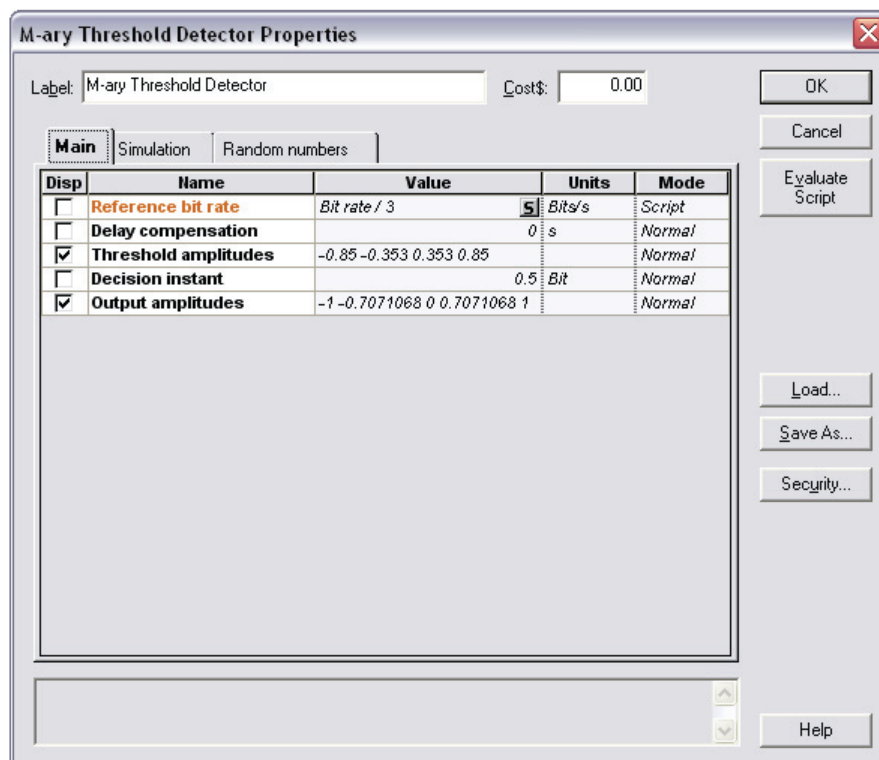 M-ary Threshold Detector Properties
Label: M-ary Threshold Detector Cost$: 0.00 OK
Cancel
Main Simulation Random numbers
Evaluate Script
Disp Name Value Units Mode
Reference bit rate Bit rate / 3 S Bits/s Script
Delay compensation 0 s Normal
Threshold amplitudes -0.85 -0.353 0.353 0.85 Normal
Decision instant 0.5 Bit Normal
Output amplitudes -1 -0.7071068 0 0.7071068 1 Normal
Load...
Save As...
Security...
Help